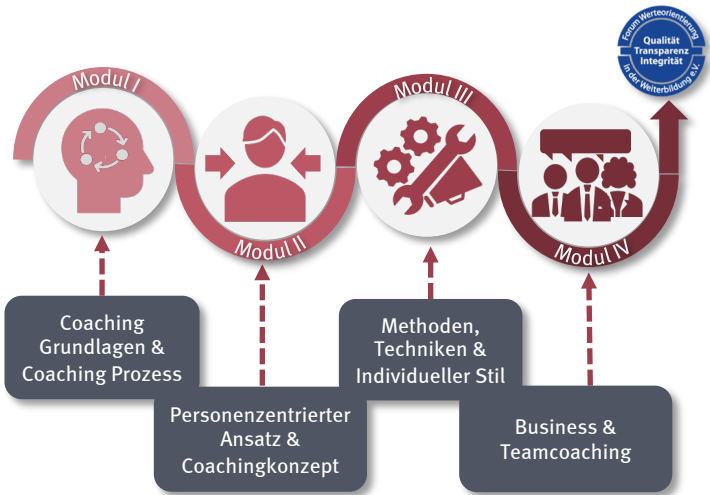 Forum Werteorientierung
Qualität
Transparenz
Integrität
in der Weiterbildung e.V.
Modul I
Modul II
Modul III
Modul IV
Coaching
Grundlagen &
Coaching Prozess
Personenzentrierter
Ansatz &
Coachingkonzept
Methoden,
Techniken &
Individueller Stil
Business &
Teamcoaching